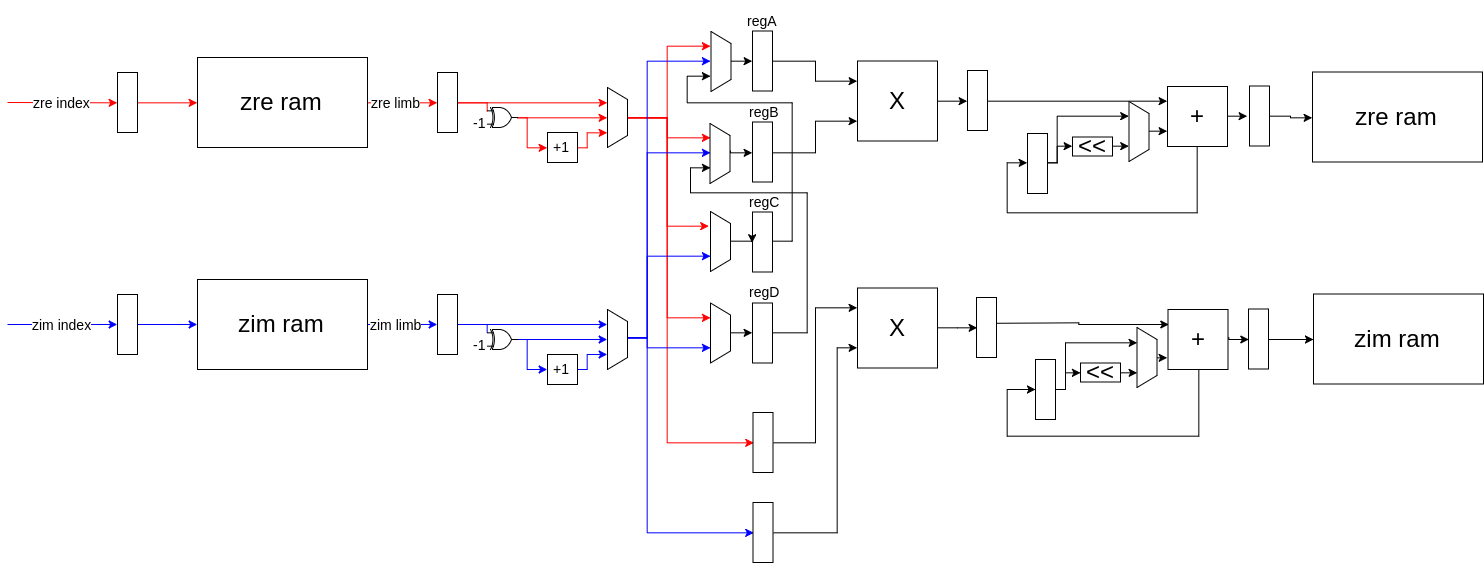 regA
zre index
zre ram
zre limb
-1
+1
X
+
<<
zre ram
regB
regC
regD
zim index
zim ram
zim limb
-1
+1
X
+
<<
zim ram